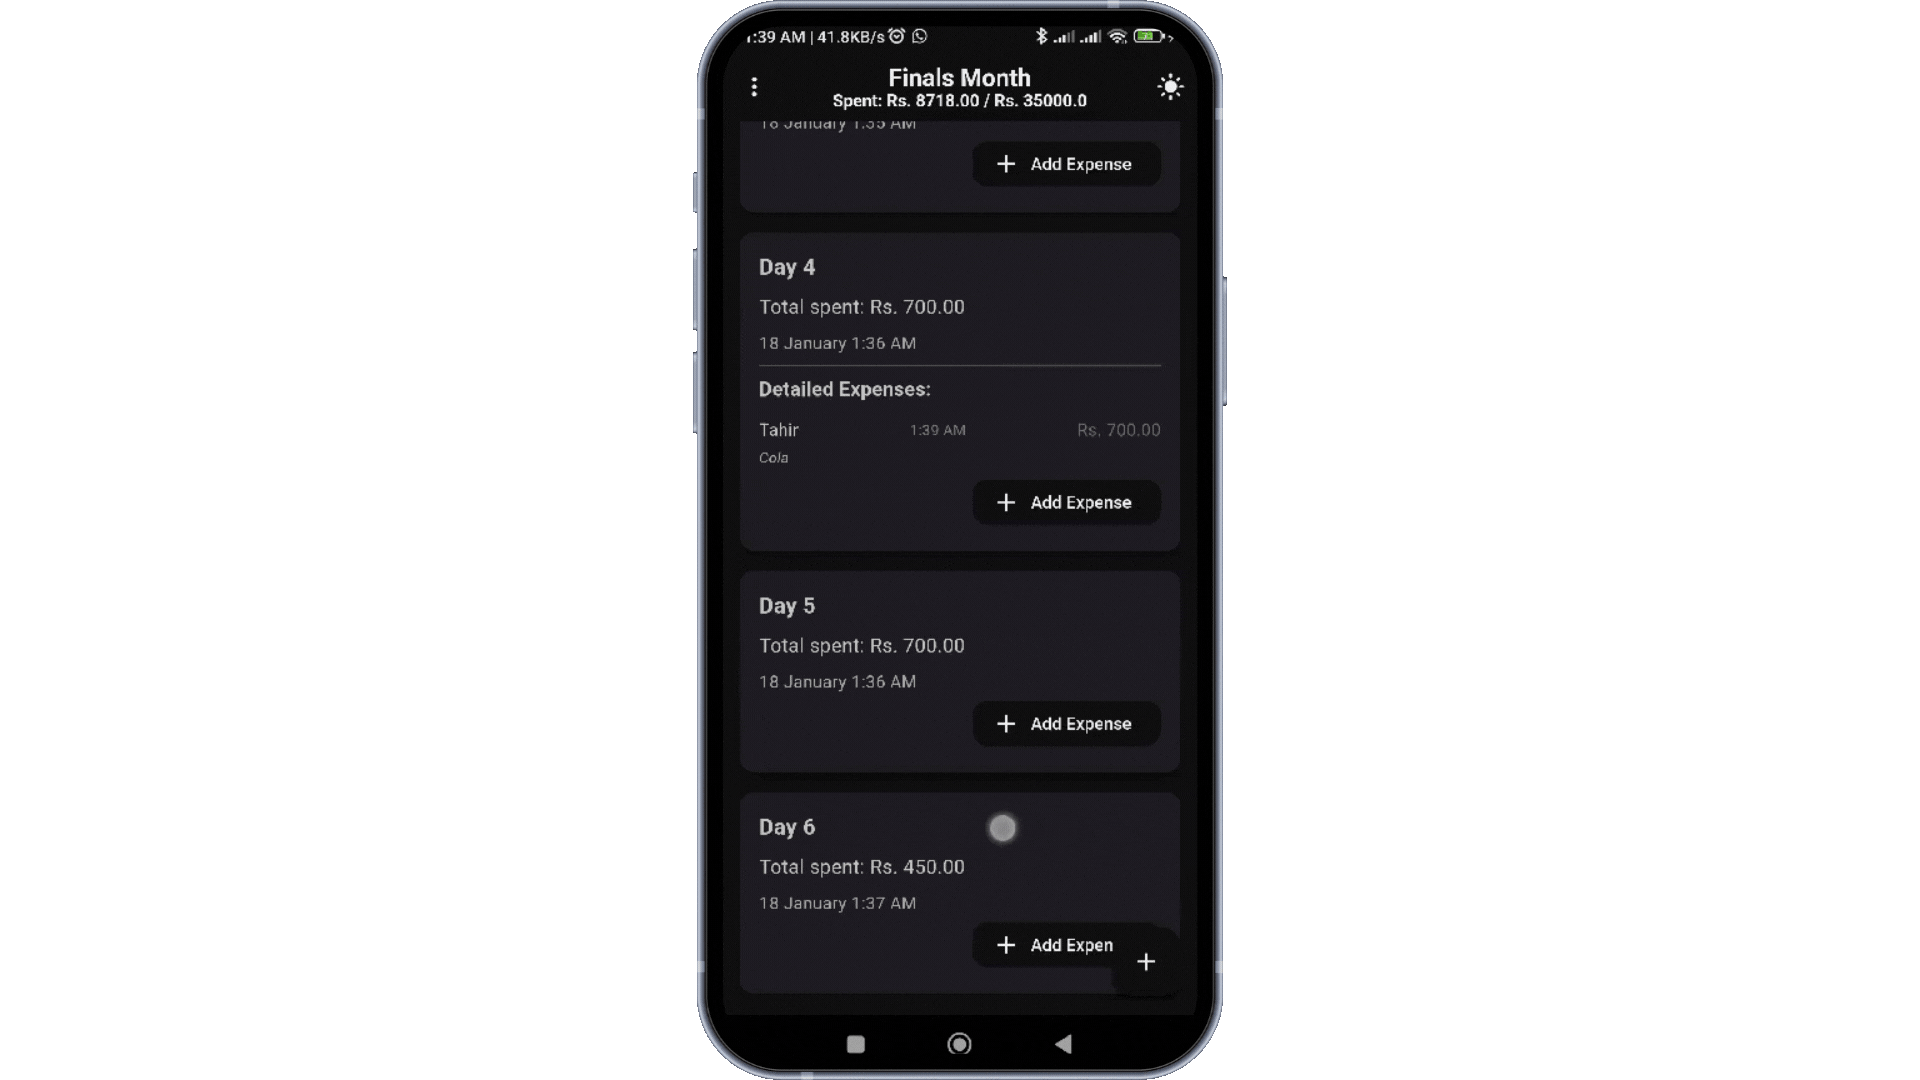 1:39 AM | 41.8KB/s
Finals Month
Spent: Rs. 8718.00 / Rs. 35000.0
18 January 1:35 AM
+ Add Expense
Day 4
Total spent: Rs. 700.00
18 January 1:36 AM
Detailed Expenses:
Tahir 1:39 AM Rs. 700.00
Cola
+ Add Expense
Day 5
Total spent: Rs. 700.00
18 January 1:36 AM
+ Add Expense
Day 6
Total spent: Rs. 450.00
18 January 1:37 AM
+ Add Expen
+